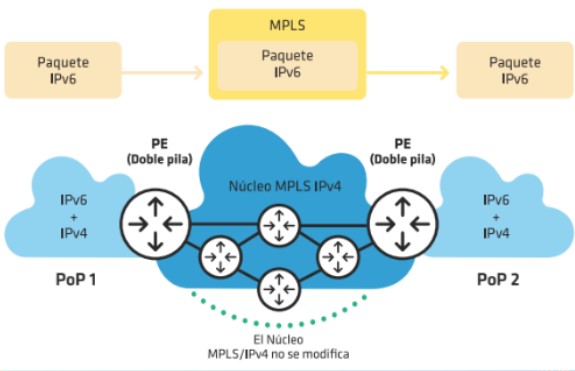 MPLS
Paquete
IPv6
Paquete
IPv6
Paquete
IPv6
PE
(Doble pila)
PE
(Doble pila)
Núcleo MPLS IPv4
IPv6
+
IPv4
IPv6
+
IPv4
PoP 1
PoP 2
El Núcleo
MPLS/IPv4 no se modifica